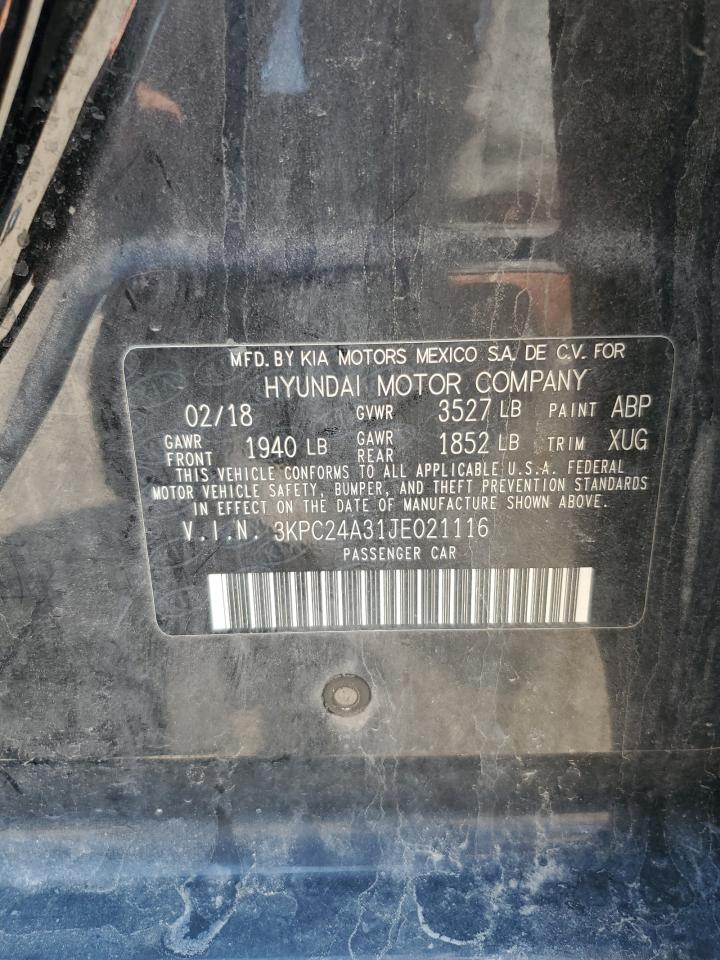 MFD. BY KIA MOTORS MEXICO S.A. DE C.V. FOR
HYUNDAI MOTOR COMPANY
02/18 GVWR 3527 LB PAINT ABP
GAWR FRONT 1940 LB GAWR REAR 1852 LB TRIM XUG
THIS VEHICLE CONFORMS TO ALL APPLICABLE U.S.A. FEDERAL
MOTOR VEHICLE SAFETY, BUMPER, AND THEFT PREVENTION STANDARDS
IN EFFECT ON THE DATE OF MANUFACTURE SHOWN ABOVE.
V.I.N. 3KPC24A31JE021116
PASSENGER CAR